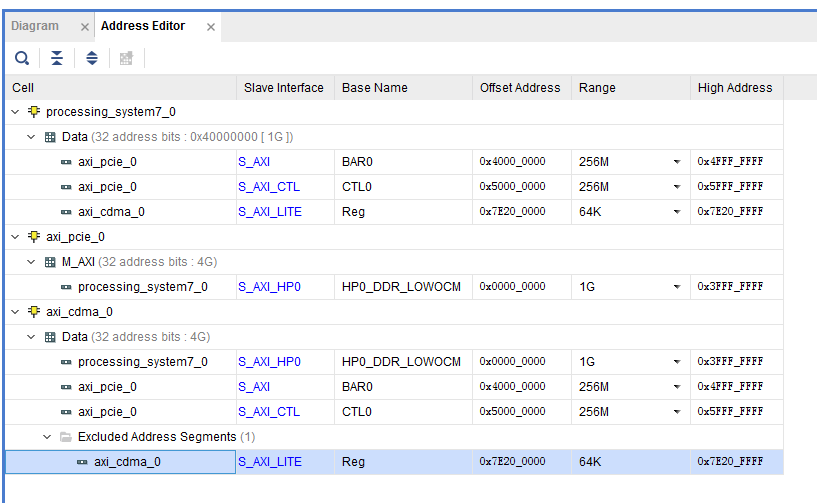 Diagram × Address Editor ×
Cell Slave Interface Base Name Offset Address Range High Address
processing_system7_0
Data (32 address bits : 0x40000000 [ 1G ])
axi_pcie_0 S_AXI BAR0 0x4000_0000 256M 0x4FFF_FFFF
axi_pcie_0 S_AXI_CTL CTL0 0x5000_0000 256M 0x5FFF_FFFF
axi_cdma_0 S_AXI_LITE Reg 0x7E20_0000 64K 0x7E20_FFFF
axi_pcie_0
M_AXI (32 address bits : 4G)
processing_system7_0 S_AXI_HP0 HP0_DDR_LOWOCM 0x0000_0000 1G 0x3FFF_FFFF
axi_cdma_0
Data (32 address bits : 4G)
processing_system7_0 S_AXI_HP0 HP0_DDR_LOWOCM 0x0000_0000 1G 0x3FFF_FFFF
axi_pcie_0 S_AXI BAR0 0x4000_0000 256M 0x4FFF_FFFF
axi_pcie_0 S_AXI_CTL CTL0 0x5000_0000 256M 0x5FFF_FFFF
Excluded Address Segments (1)
axi_cdma_0 S_AXI_LITE Reg 0x7E20_0000 64K 0x7E20_FFFF